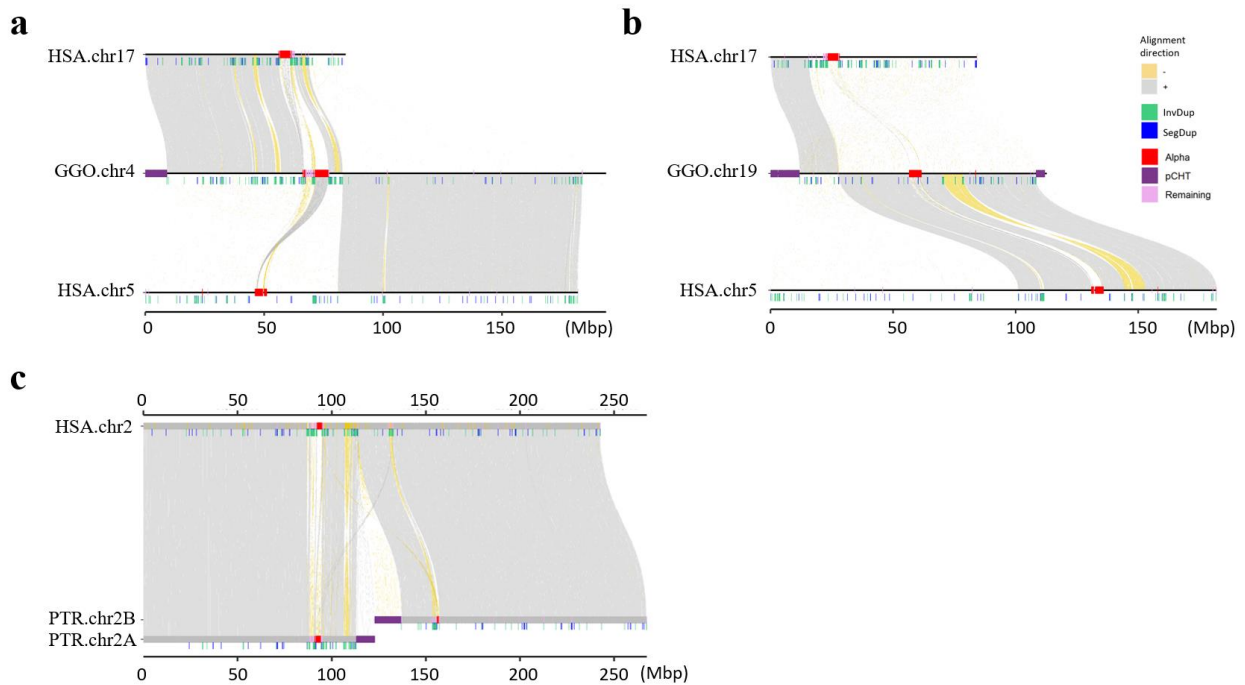 a
HSA.chr17
GGO.chr4
HSA.chr5
0 50 100 150 (Mbp)
b
HSA.chr17
GGO.chr19
HSA.chr5
0 50 100 150 (Mbp)
Alignment
direction
-
+
InvDup
SegDup
Alpha
pCHT
Remaining
c
0 50 100 150 200 250
HSA.chr2
PTR.chr2B
PTR.chr2A
0 50 100 150 200 250 (Mbp)